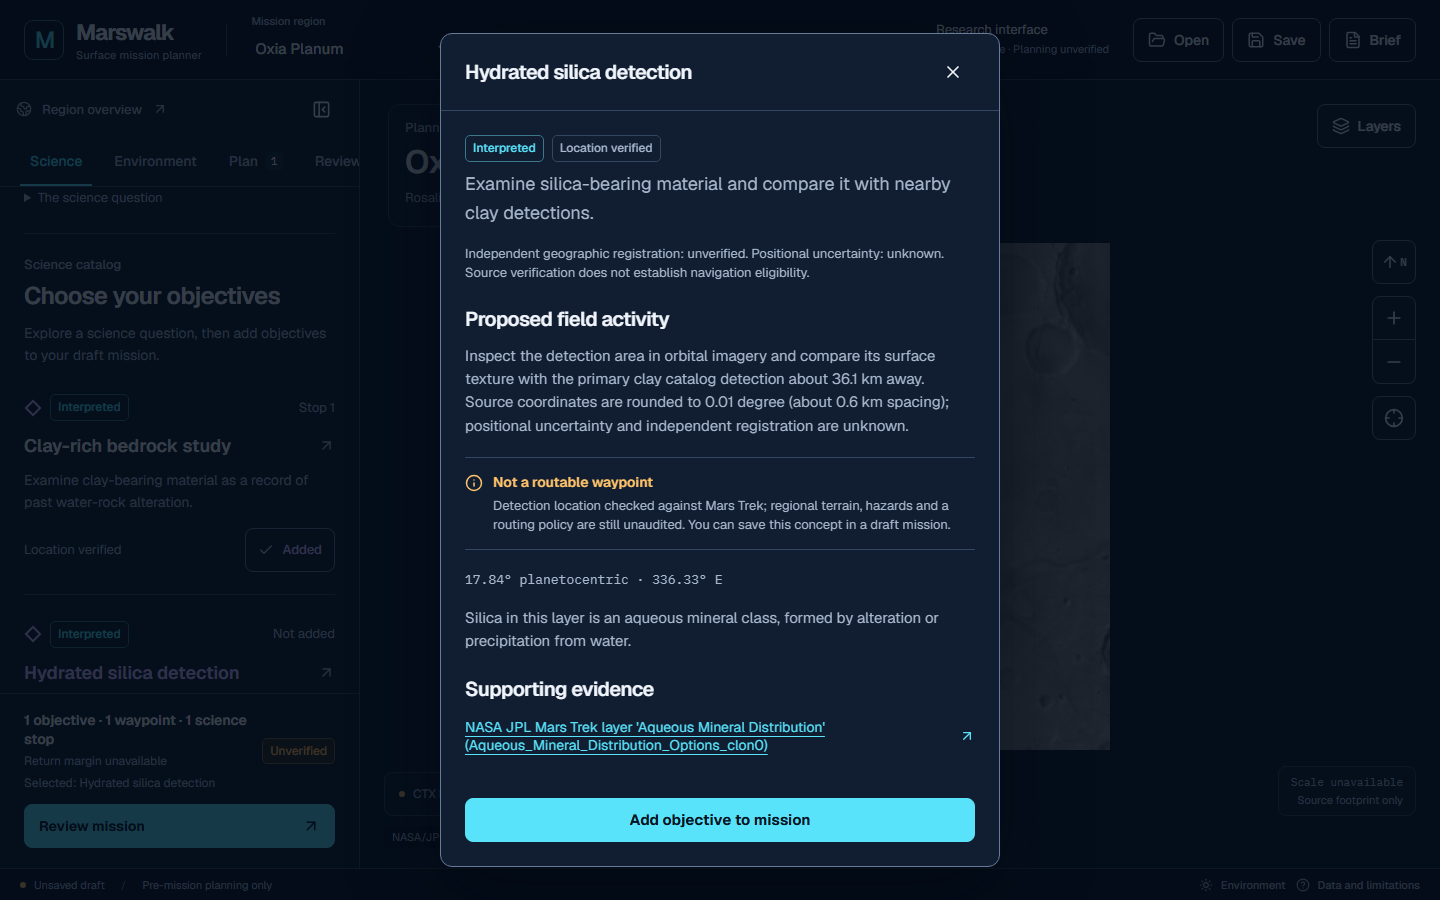 M
Marswalk
Surface mission planner
Mission region
Oxia Planum
Research interface
· Planning unverified
Open
Save
Brief
Region overview
Science
Environment
Plan 1
Review
The science question
Science catalog
Choose your objectives
Explore a science question, then add objectives
to your draft mission.
Interpreted
Stop 1
Clay-rich bedrock study
Examine clay-bearing material as a record of
past water-rock alteration.
Location verified
Added
Interpreted
Not added
Hydrated silica detection
1 objective · 1 waypoint · 1 science
stop
Unverified
Return margin unavailable
Selected: Hydrated silica detection
Review mission
Hydrated silica detection
Interpreted
Location verified
Examine silica-bearing material and compare it with nearby
clay detections.
Independent geographic registration: unverified. Positional uncertainty: unknown.
Source verification does not establish navigation eligibility.
Proposed field activity
Inspect the detection area in orbital imagery and compare its surface
texture with the primary clay catalog detection about 36.1 km away.
Source coordinates are rounded to 0.01 degree (about 0.6 km spacing);
positional uncertainty and independent registration are unknown.
Not a routable waypoint
Detection location checked against Mars Trek; regional terrain, hazards and a
routing policy are still unaudited. You can save this concept in a draft mission.
17.84° planetocentric · 336.33° E
Silica in this layer is an aqueous mineral class, formed by alteration or
precipitation from water.
Supporting evidence
NASA JPL Mars Trek layer 'Aqueous Mineral Distribution'
(Aqueous_Mineral_Distribution_Options_clon0)
Add objective to mission
Layers
N
CTX
NASA/JP
Scale unavailable
Source footprint only
Unsaved draft / Pre-mission planning only
Environment
Data and limitations